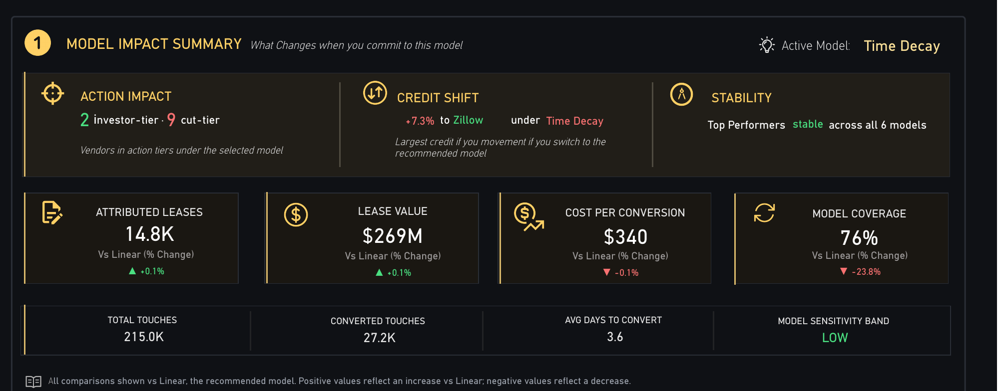 1 MODEL IMPACT SUMMARY What Changes when you commit to this model
Active Model: Time Decay
ACTION IMPACT
2 investor-tier · 9 cut-tier
Vendors in action tiers under the selected model
CREDIT SHIFT
+7.3% to Zillow under Time Decay
Largest credit if you movement if you switch to the
recommended model
STABILITY
Top Performers stable across all 6 models
ATTRIBUTED LEASES
14.8K
Vs Linear (% Change)
▲ +0.1%
LEASE VALUE
$269M
Vs Linear (% Change)
▲ +0.1%
COST PER CONVERSION
$340
Vs Linear (% Change)
▼ -0.1%
MODEL COVERAGE
76%
Vs Linear (% Change)
▼ -23.8%
TOTAL TOUCHES
215.0K
CONVERTED TOUCHES
27.2K
AVG DAYS TO CONVERT
3.6
MODEL SENSITIVITY BAND
LOW
All comparisons shown vs Linear, the recommended model. Positive values reflect an increase vs Linear; negative values reflect a decrease.